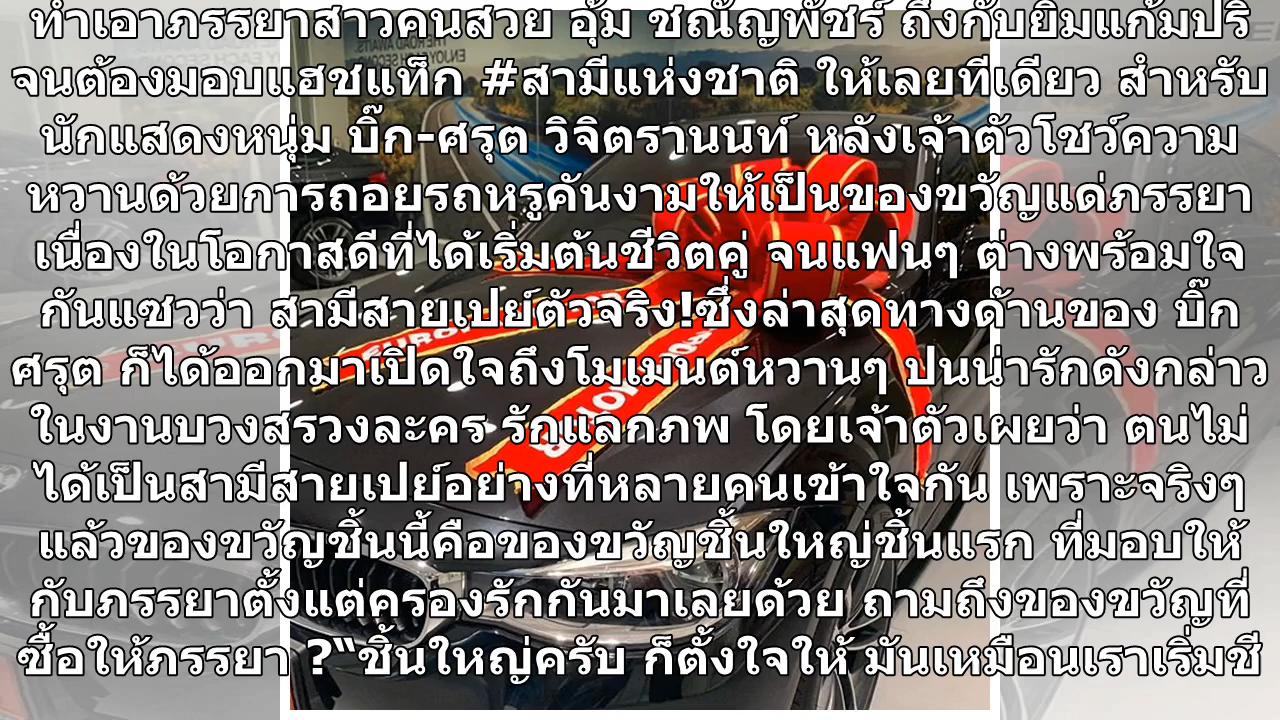 ทำเอาภรรยาสาวคนสวย อุ้ม ชณัญพัชร์ ถึงกับยิ้มแก้มปริ
จนต้องมอบแฮชแท็ก #สามีแห่งชาติ ให้เลยทีเดียว สำหรับ
นักแสดงหนุ่ม บิ๊ก-ศรุต วิจิตรานนท์ หลังเจ้าตัวโชว์ความ
หวานด้วยการถอยรถหรูคันงามให้เป็นของขวัญแด่ภรรยา
เนื่องในโอกาสดีที่ได้เริ่มต้นชีวิตคู่ จนแฟนๆ ต่างพร้อมใจ
กันแซวว่า สามีสายเปย์ตัวจริง!ซึ่งล่าสุดทางด้านของ บิ๊ก
ศรุต ก็ได้ออกมาเปิดใจถึงโมเมนต์หวานๆ ปนน่ารักดังกล่าว
ในงานบวงสรวงละคร รักแลกภพ โดยเจ้าตัวเผยว่า ตนไม่
ได้เป็นสามีสายเปย์อย่างที่หลายคนเข้าใจกัน เพราะจริงๆ
แล้วของขวัญชิ้นนี้คือของขวัญชิ้นใหญ่ชิ้นแรก ที่มอบให้
กับภรรยาตั้งแต่ครองรักกันมาเลยด้วย ถามถึงของขวัญที่
ซื้อให้ภรรยา ?“ชิ้นใหญ่ครับ ก็ตั้งใจให้ มันเหมือนเราเริ่มชี